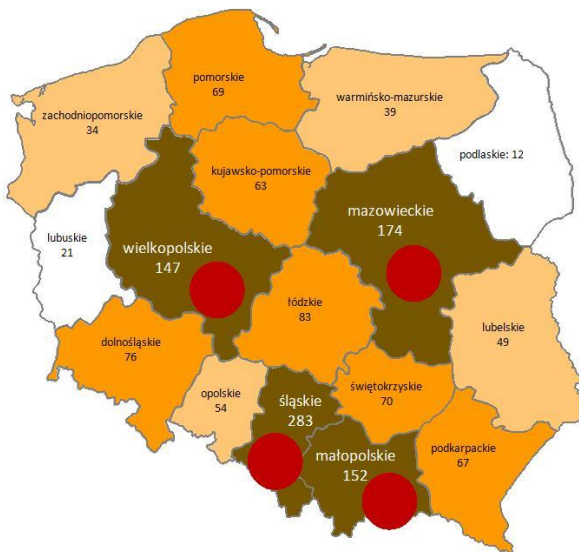 pomorskie
69
warmińsko-mazurskie
39
zachodniopomorskie
34
podlaskie: 12
kujawsko-pomorskie
63
mazowieckie
174
lubuskie
21
wielkopolskie
147
łódzkie
83
lubelskie
49
dolnośląskie
76
opolskie
54
śląskie
283
świętokrzyskie
70
małopolskie
152
podkarpackie
67